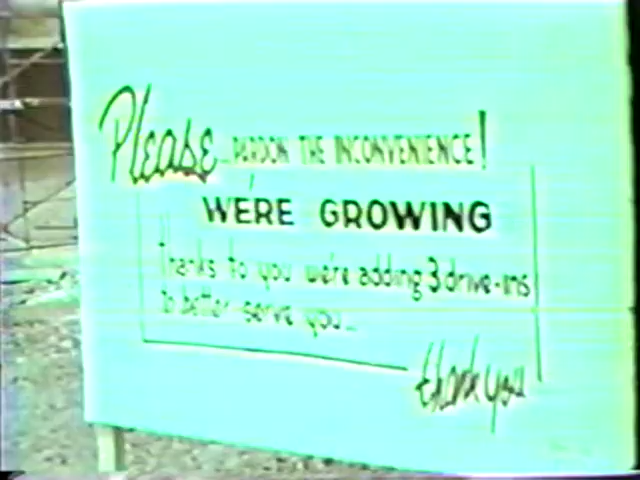 Please... PARDON THE INCONVENIENCE!
WE'RE GROWING
Thanks to you we're adding 3 drive-ins
to better serve you...
thank you